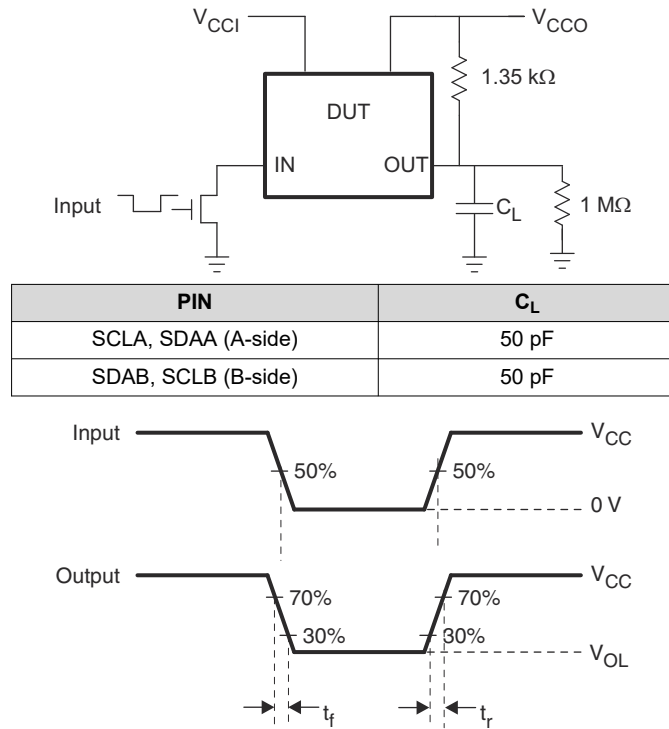 V_CCI
V_CCO
1.35 kΩ
DUT
IN
OUT
Input
C_L
1 MΩ
PIN C_L
SCLA, SDAA (A-side) 50 pF
SDAB, SCLB (B-side) 50 pF
Input
V_CC
50%
50%
0 V
Output
V_CC
70%
70%
30%
30%
V_OL
t_f
t_r